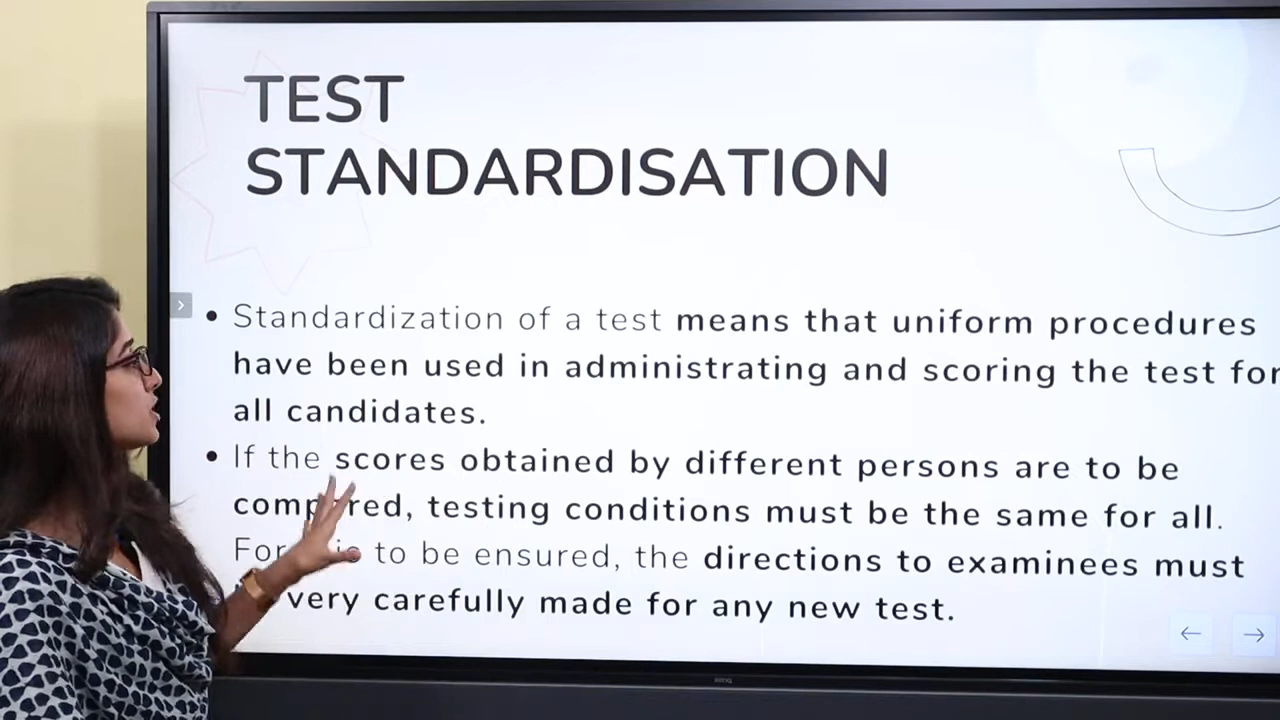 TEST
STANDARDISATION
• Standardization of a test means that uniform procedures
have been used in administrating and scoring the test for
all candidates.
• If the scores obtained by different persons are to be
compared, testing conditions must be the same for all.
For to be ensured, the directions to examinees must
very carefully made for any new test.
BenQ